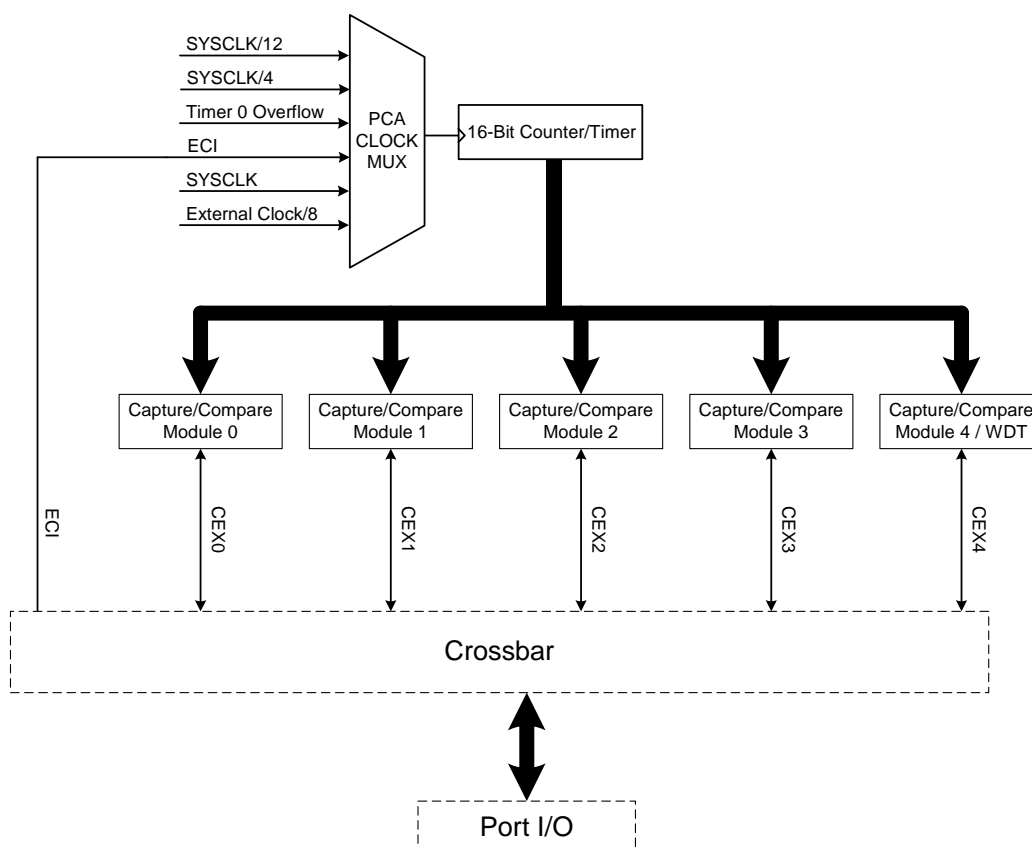 SYSCLK/12
SYSCLK/4
Timer 0 Overflow
ECI
SYSCLK
External Clock/8
PCA
CLOCK
MUX
16-Bit Counter/Timer
Capture/Compare
Module 0
Capture/Compare
Module 1
Capture/Compare
Module 2
Capture/Compare
Module 3
Capture/Compare
Module 4 / WDT
ECI
CEX0
CEX1
CEX2
CEX3
CEX4
Crossbar
Port I/O